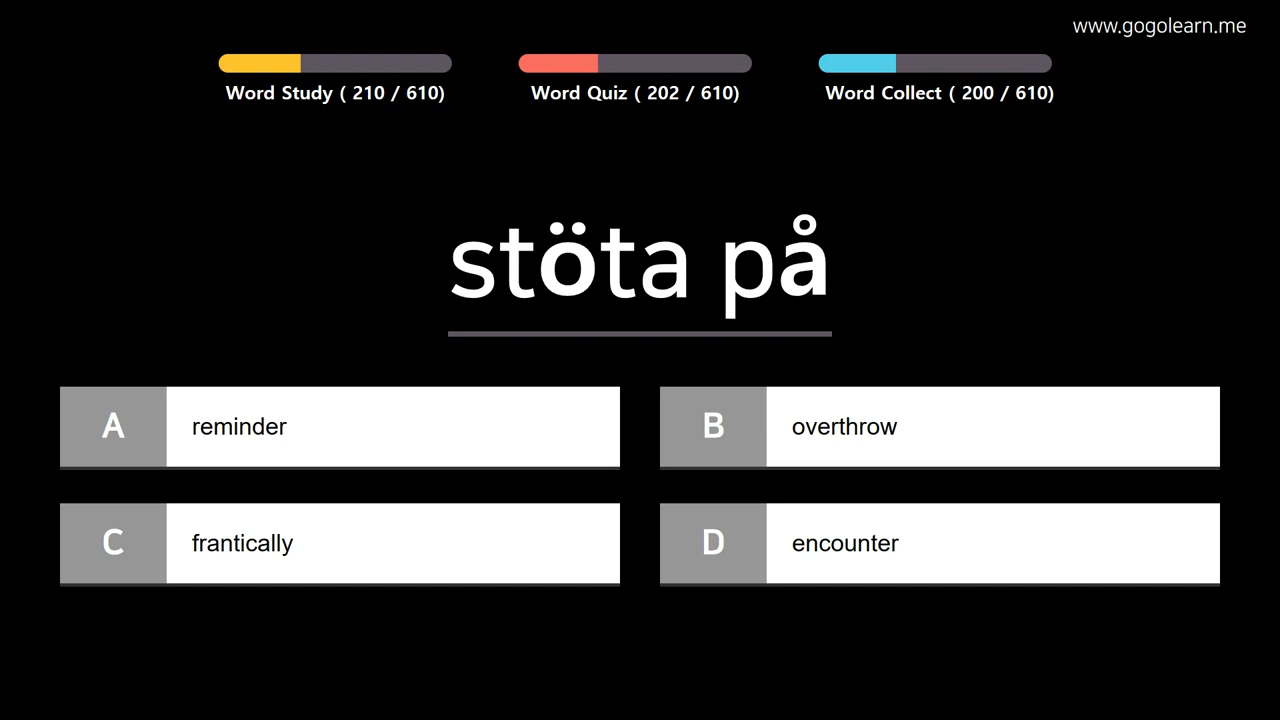 www.gogolearn.me
Word Study ( 210 / 610)
Word Quiz ( 202 / 610)
Word Collect ( 200 / 610)
stöta på
A reminder
B overthrow
C frantically
D encounter